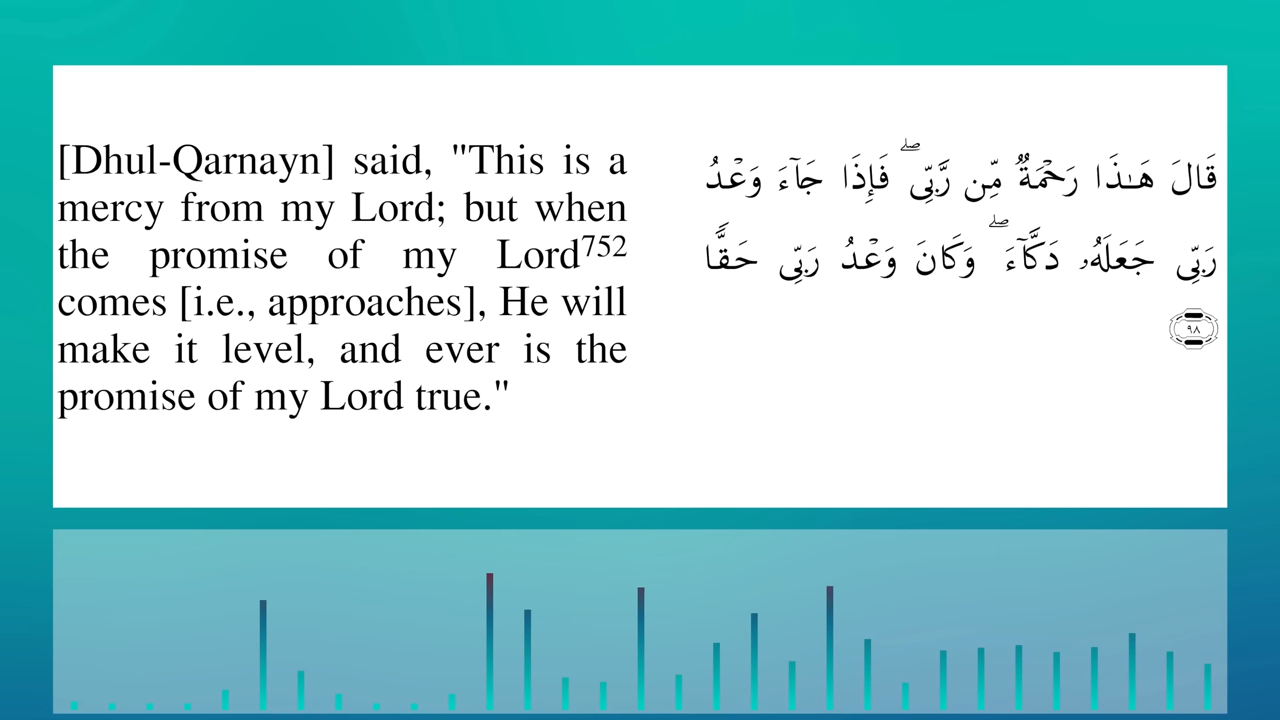 [Dhul-Qarnayn] said, "This is a
mercy from my Lord; but when
the promise of my Lord752
comes [i.e., approaches], He will
make it level, and ever is the
promise of my Lord true."
قَالَ هَـٰذَا رَحْمَةٌ مِّن رَّبِّى ۖ فَإِذَا جَآءَ وَعْدُ
رَبِّى جَعَلَهُۥ دَكَّآءَ ۖ وَكَانَ وَعْدُ رَبِّى حَقًّا
٩٨